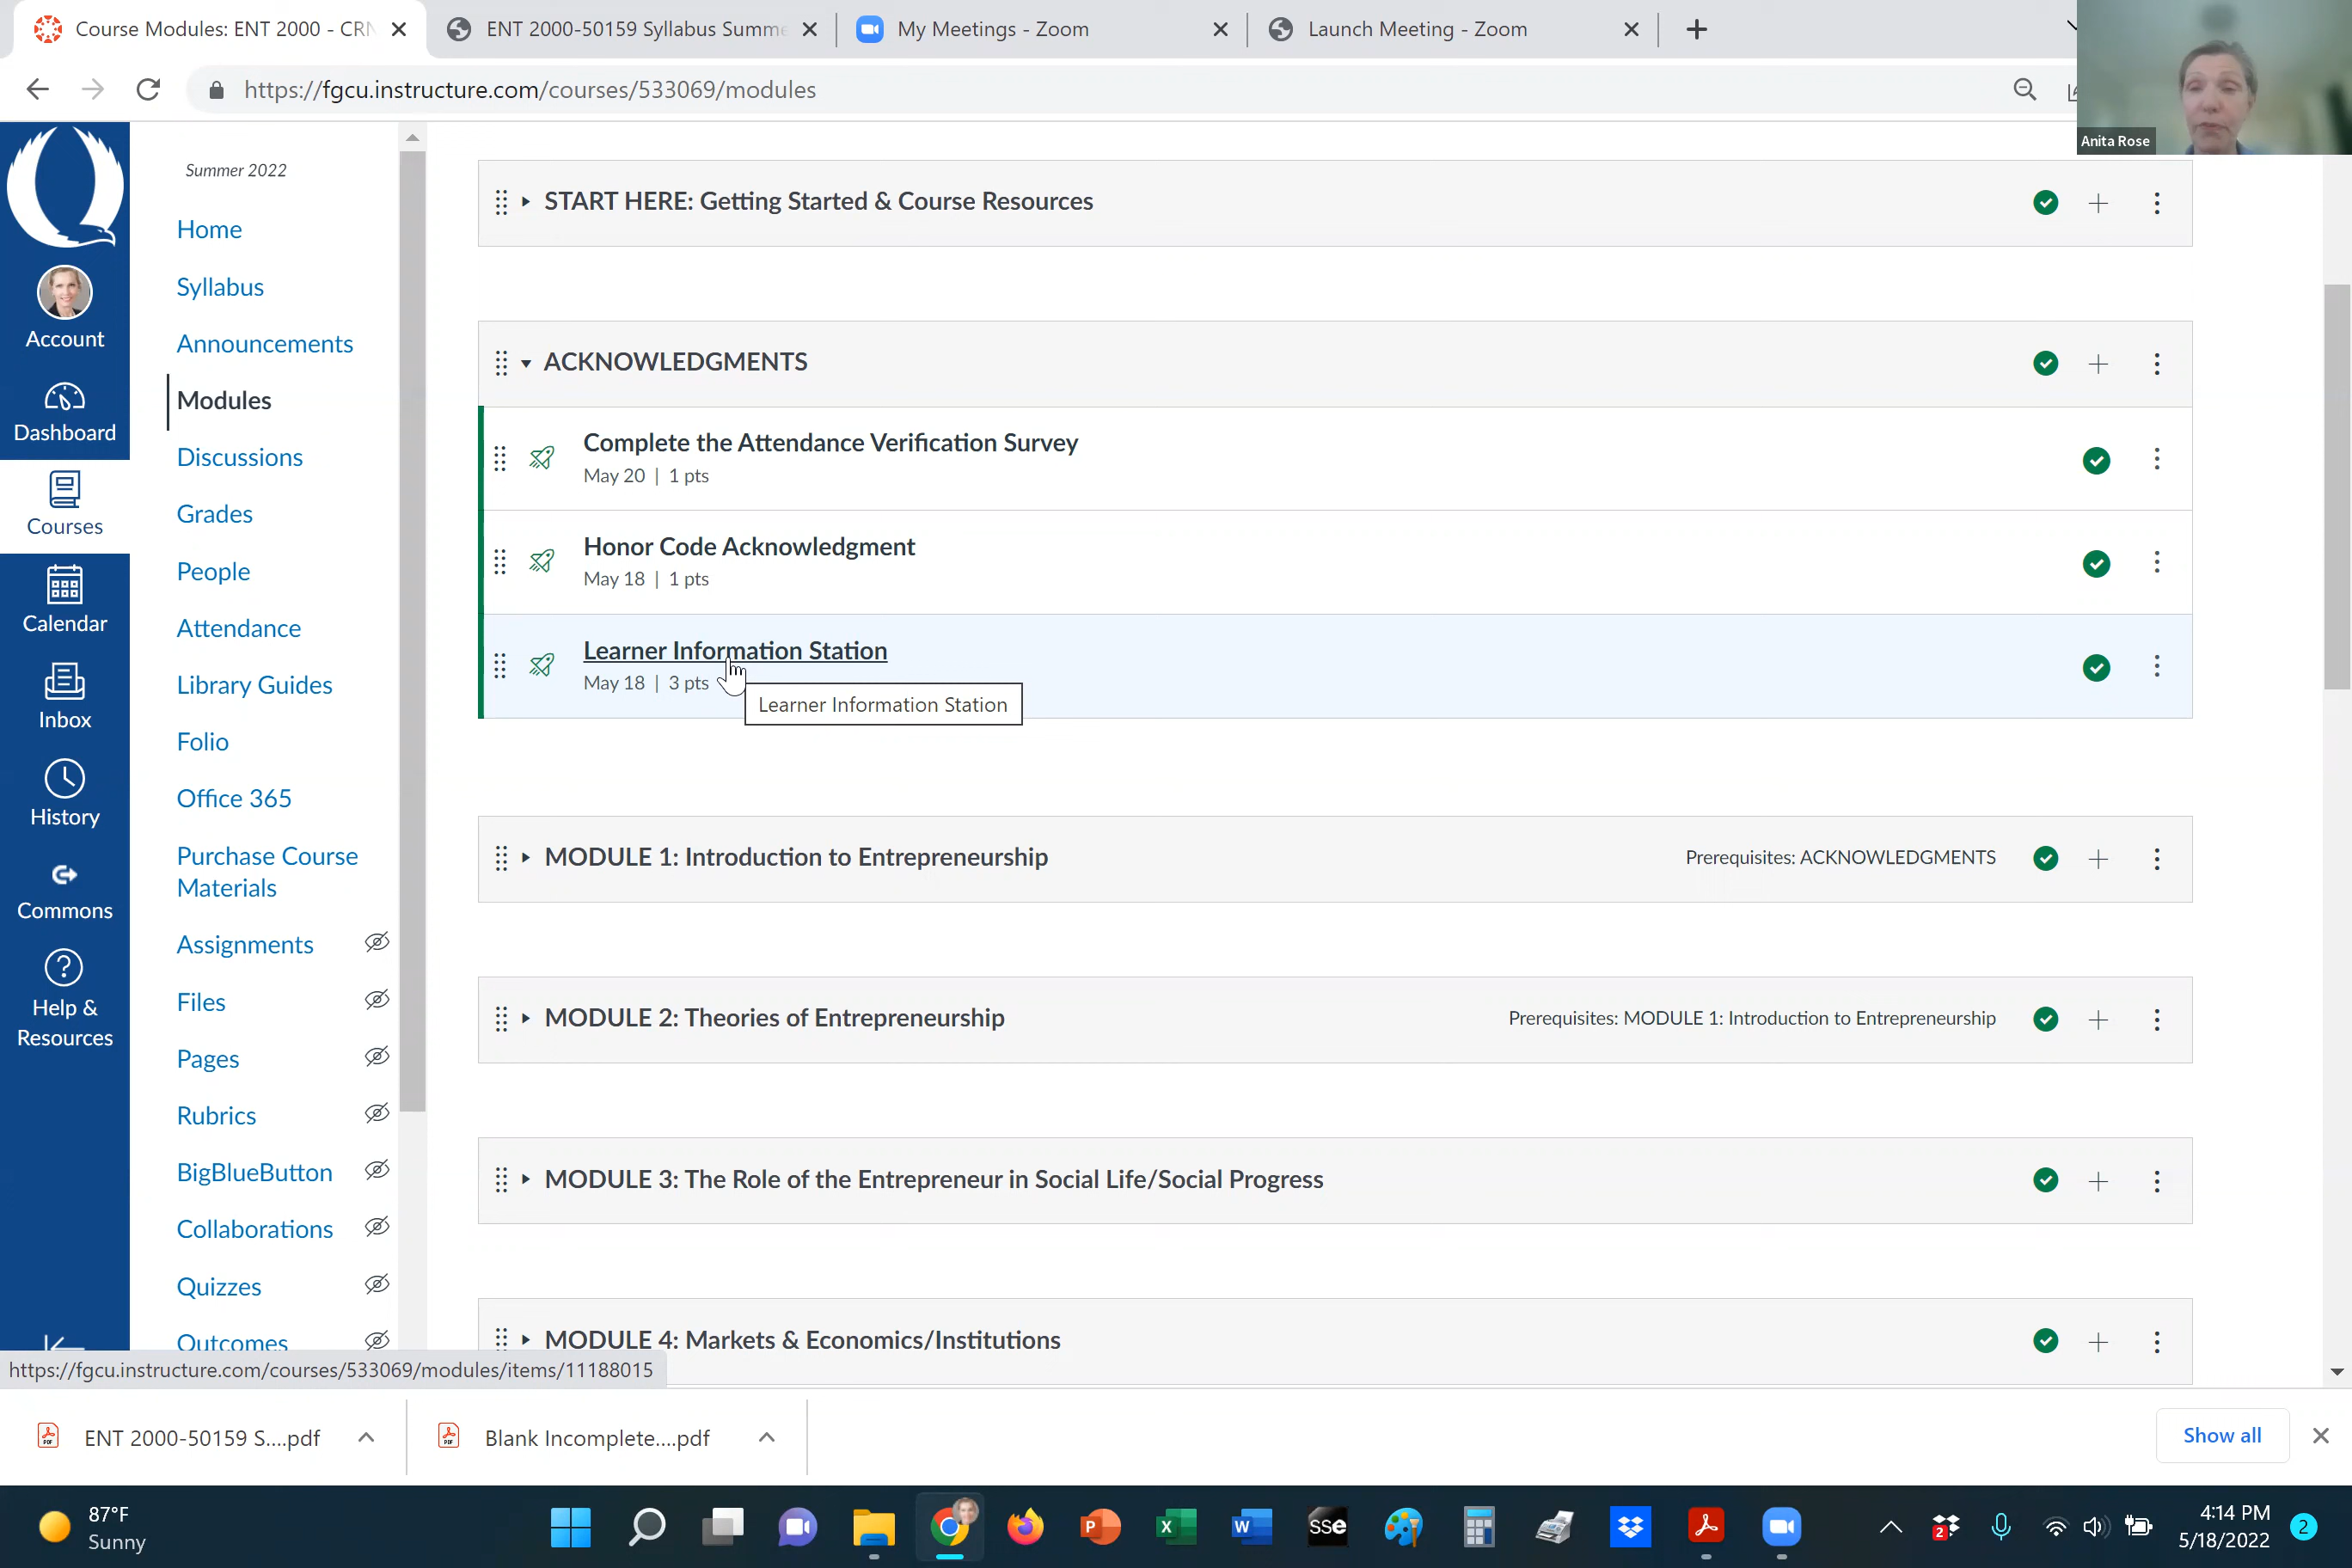 Course Modules: ENT 2000 - CRN
ENT 2000-50159 Syllabus Summe
My Meetings - Zoom
Launch Meeting - Zoom
https://fgcu.instructure.com/courses/533069/modules
Anita Rose
Account
Dashboard
Courses
Calendar
Inbox
History
Commons
Help &
Resources
Summer 2022
Home
Syllabus
Announcements
Modules
Discussions
Grades
People
Attendance
Library Guides
Folio
Office 365
Purchase Course
Materials
Assignments
Files
Pages
Rubrics
BigBlueButton
Collaborations
Quizzes
Outcomes
START HERE: Getting Started & Course Resources
ACKNOWLEDGMENTS
Complete the Attendance Verification Survey
May 20 | 1 pts
Honor Code Acknowledgment
May 18 | 1 pts
Learner Information Station
May 18 | 3 pts
Learner Information Station
MODULE 1: Introduction to Entrepreneurship
Prerequisites: ACKNOWLEDGMENTS
MODULE 2: Theories of Entrepreneurship
Prerequisites: MODULE 1: Introduction to Entrepreneurship
MODULE 3: The Role of the Entrepreneur in Social Life/Social Progress
MODULE 4: Markets & Economics/Institutions
https://fgcu.instructure.com/courses/533069/modules/items/11188015
ENT 2000-50159 S....pdf
Blank Incomplete....pdf
Show all
87°F
Sunny
P
X
W
sse
2
4:14 PM
5/18/2022
2